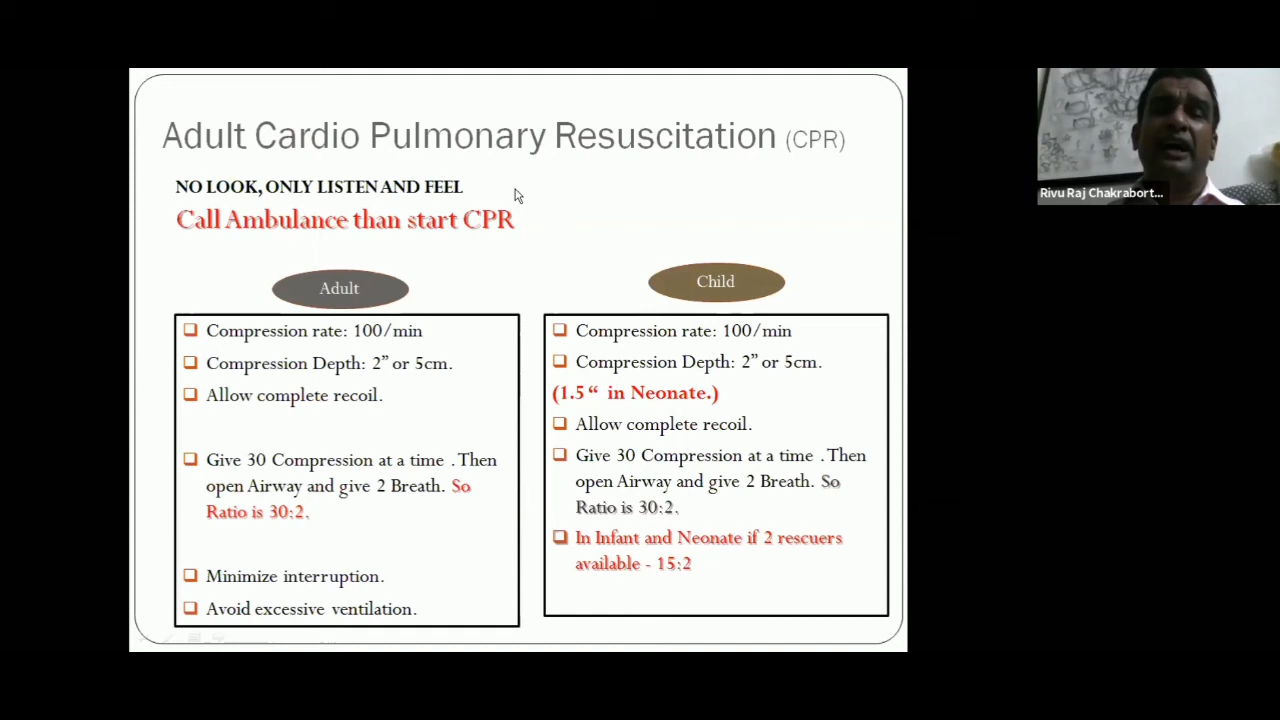 Adult Cardio Pulmonary Resuscitation (CPR)
NO LOOK, ONLY LISTEN AND FEEL
Call Ambulance than start CPR
Adult
Compression rate: 100/min
Compression Depth: 2” or 5cm.
Allow complete recoil.
Give 30 Compression at a time . Then
open Airway and give 2 Breath. So
Ratio is 30:2.
Minimize interruption.
Avoid excessive ventilation.
Child
Compression rate: 100/min
Compression Depth: 2” or 5cm.
(1.5 “ in Neonate.)
Allow complete recoil.
Give 30 Compression at a time . Then
open Airway and give 2 Breath. So
Ratio is 30:2.
In Infant and Neonate if 2 rescuers
available - 15:2
Rivu Raj Chakrabort...